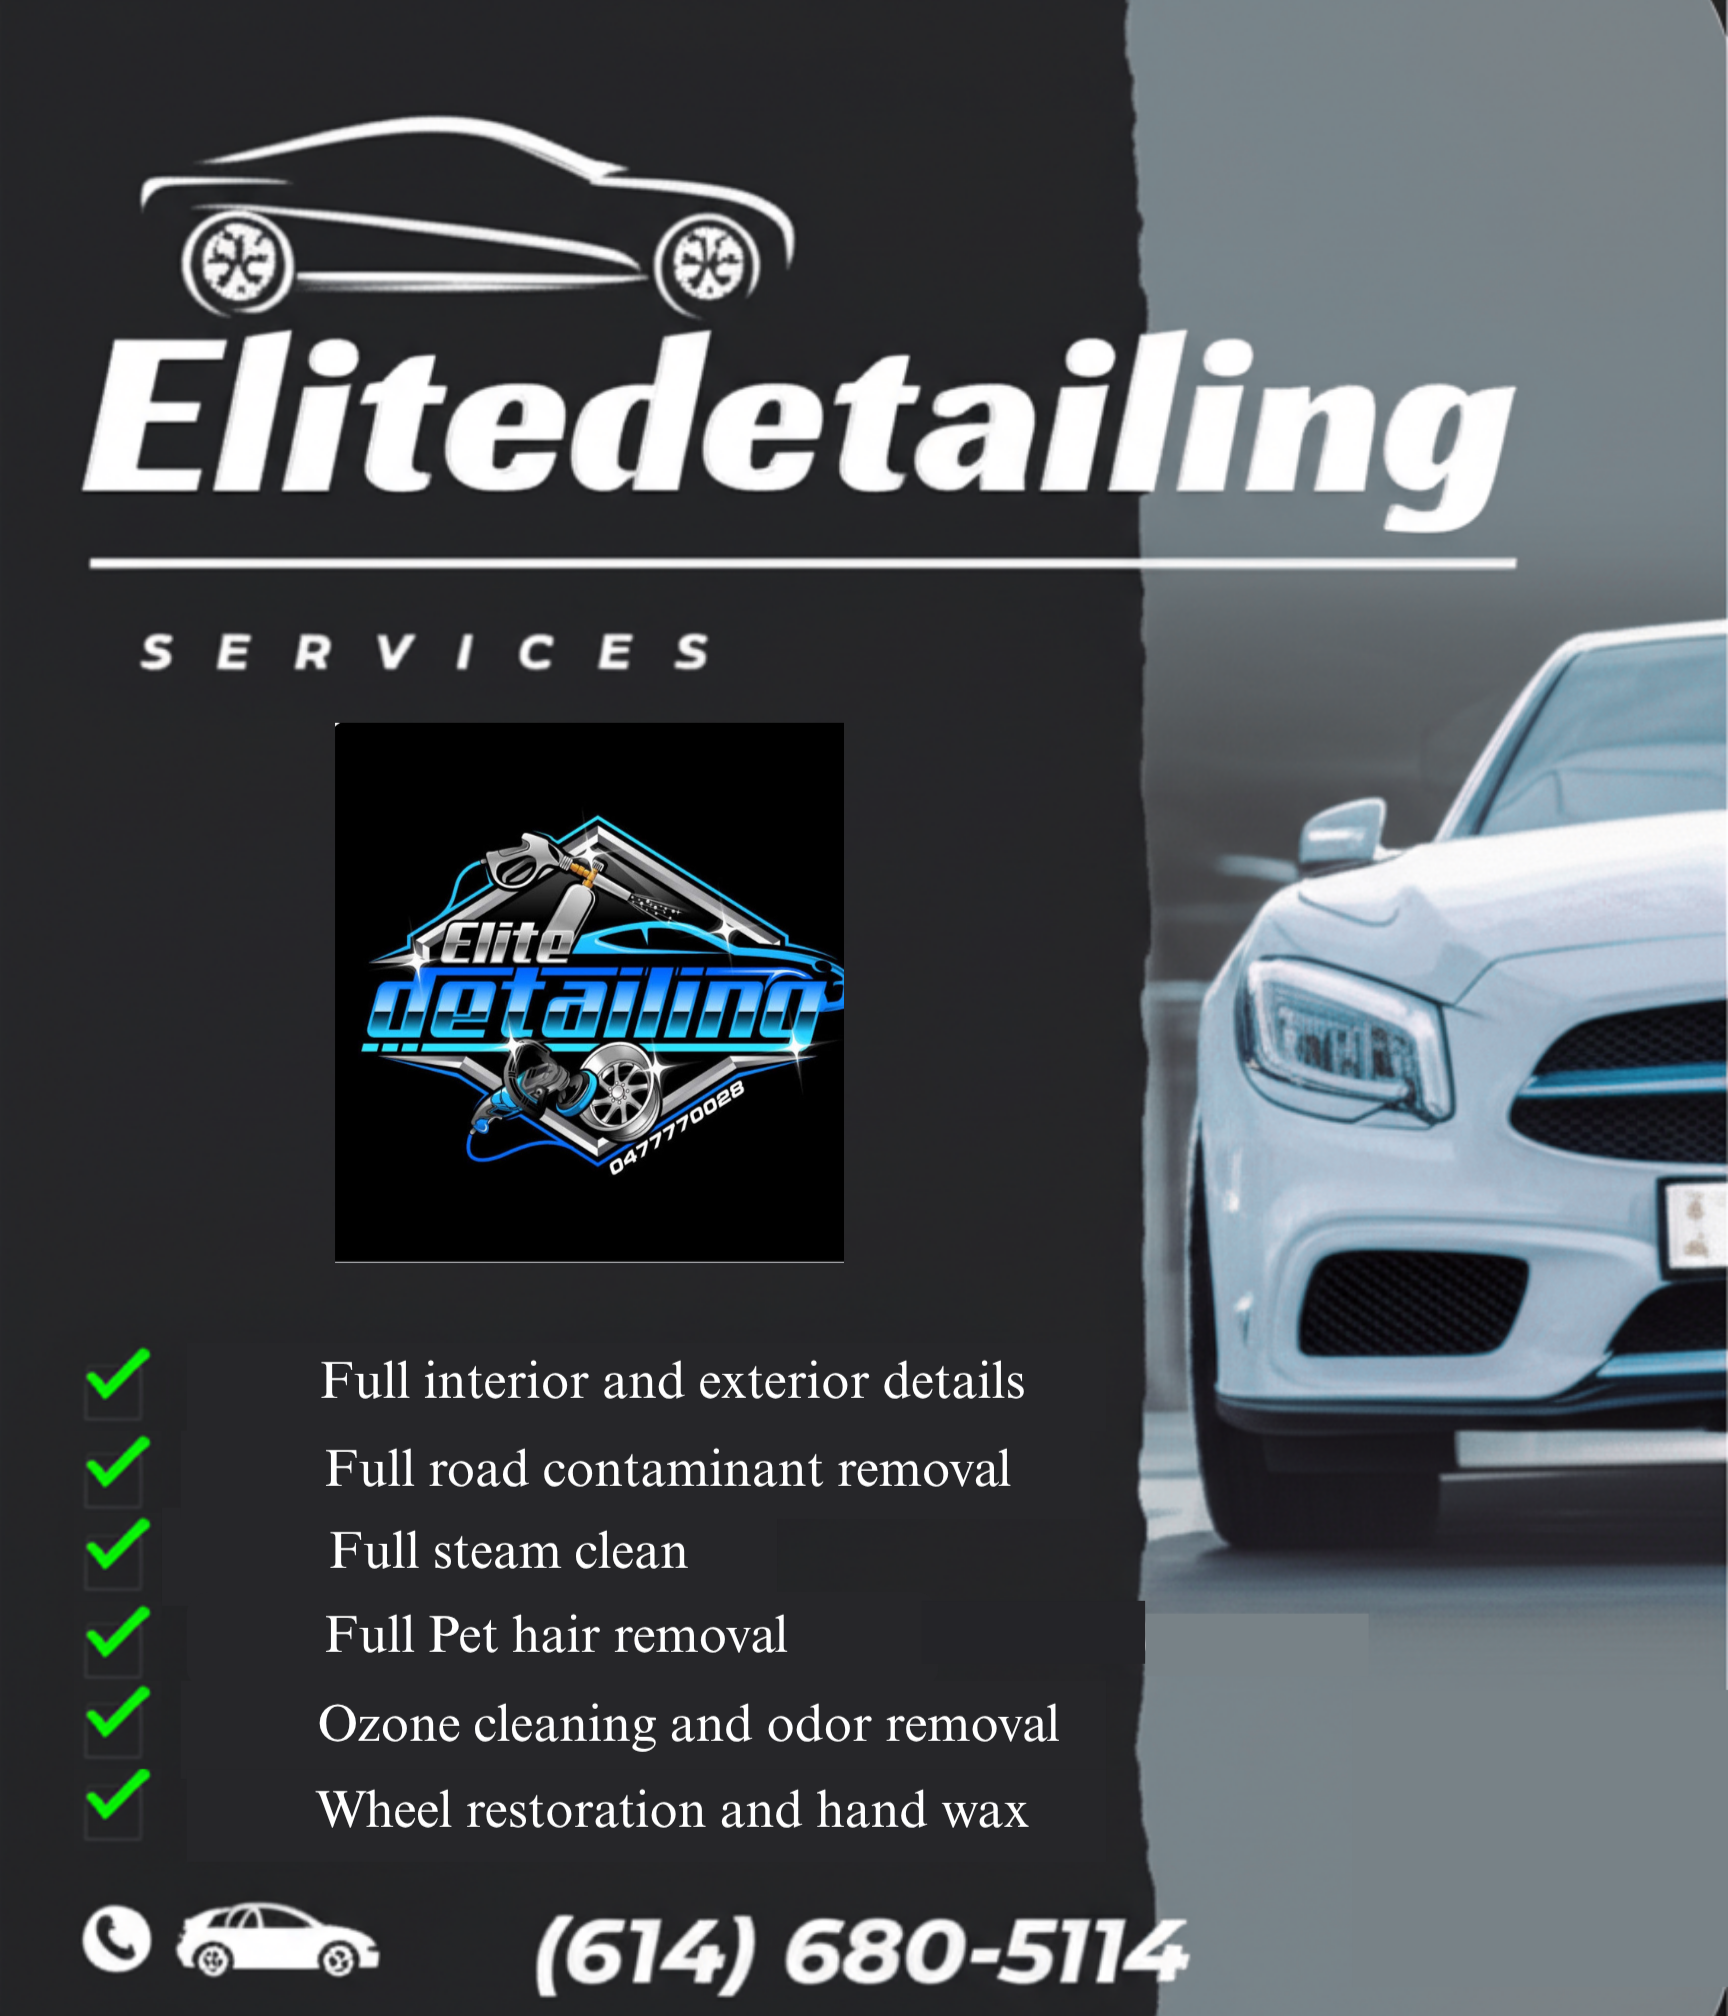 Elitedetailing
SERVICES
Elite
detailing
0477770028
Full interior and exterior details
Full road contaminant removal
Full steam clean
Full Pet hair removal
Ozone cleaning and odor removal
Wheel restoration and hand wax
(614) 680-5114